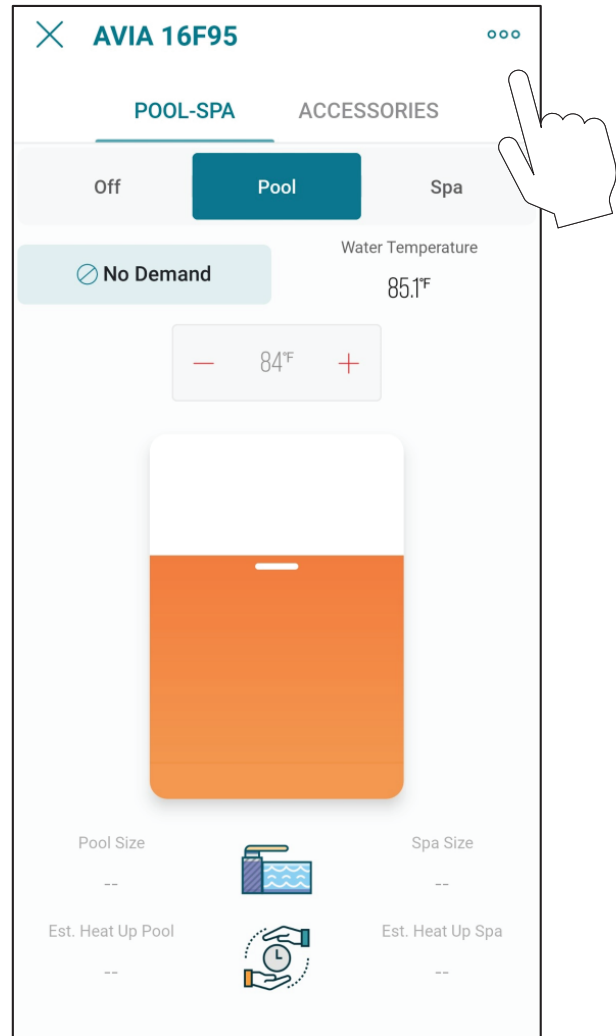 AVIA 16F95
POOL-SPA ACCESSORIES
Off Pool Spa
No Demand
Water Temperature
85.1°F
84°F
Pool Size Spa Size
-- --
Est. Heat Up Pool Est. Heat Up Spa
-- --